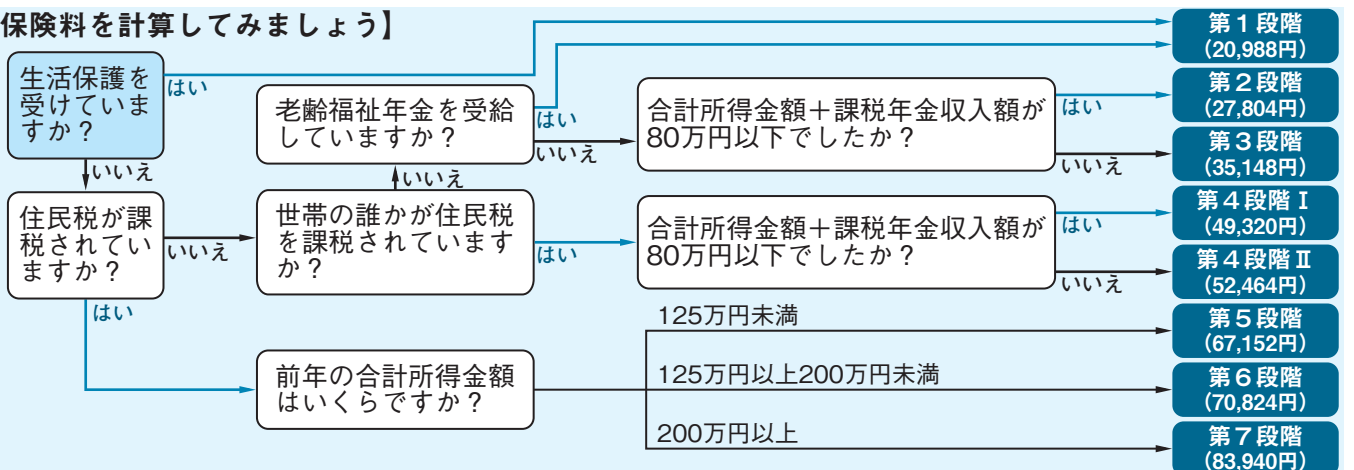 保険料を計算してみましょう】
生活保護を
受けていま
すか？
はい
いいえ
住民税が課
税されてい
ますか？
いいえ
はい
世帯の誰かが住民税
を課税されています
か？
いいえ
はい
老齢福祉年金を受給
していますか？
はい
いいえ
合計所得金額＋課税年金収入額が
80万円以下でしたか？
はい
いいえ
合計所得金額＋課税年金収入額が
80万円以下でしたか？
はい
いいえ
前年の合計所得金額
はいくらですか？
125万円未満
125万円以上200万円未満
200万円以上
第１段階
（20,988円）
第２段階
（27,804円）
第３段階
（35,148円）
第４段階Ⅰ
（49,320円）
第４段階Ⅱ
（52,464円）
第５段階
（67,152円）
第６段階
（70,824円）
第７段階
（83,940円）